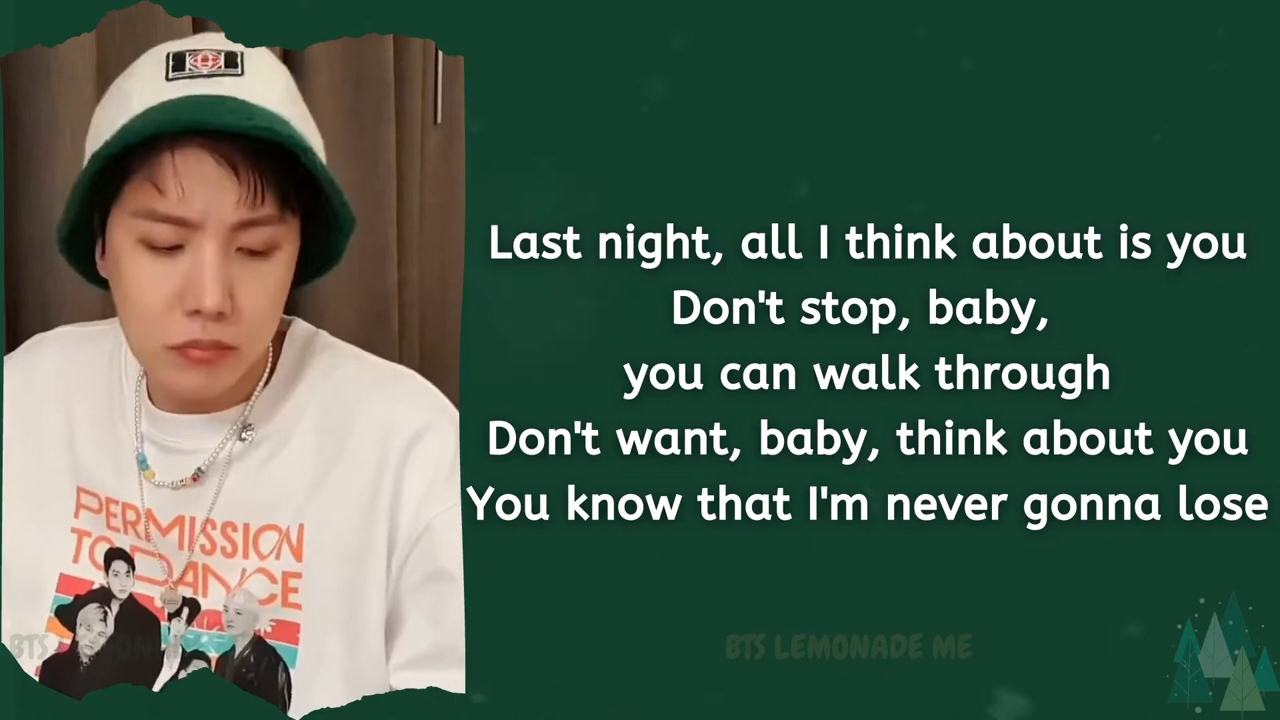 Last night, all I think about is you
Don't stop, baby,
you can walk through
Don't want, baby, think about you
You know that I'm never gonna lose
PERMISSION
TO DANCE
BTS LEMONADE ME
BTS